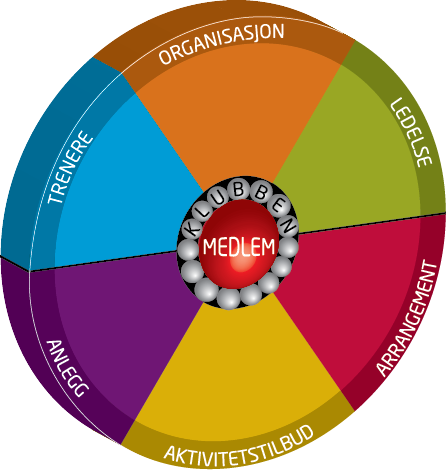 ORGANISASJON
LEDELSE
ARRANGEMENT
AKTIVITETSTILBUD
ANLEGG
TRENERE
KLUBBEN
MEDLEM